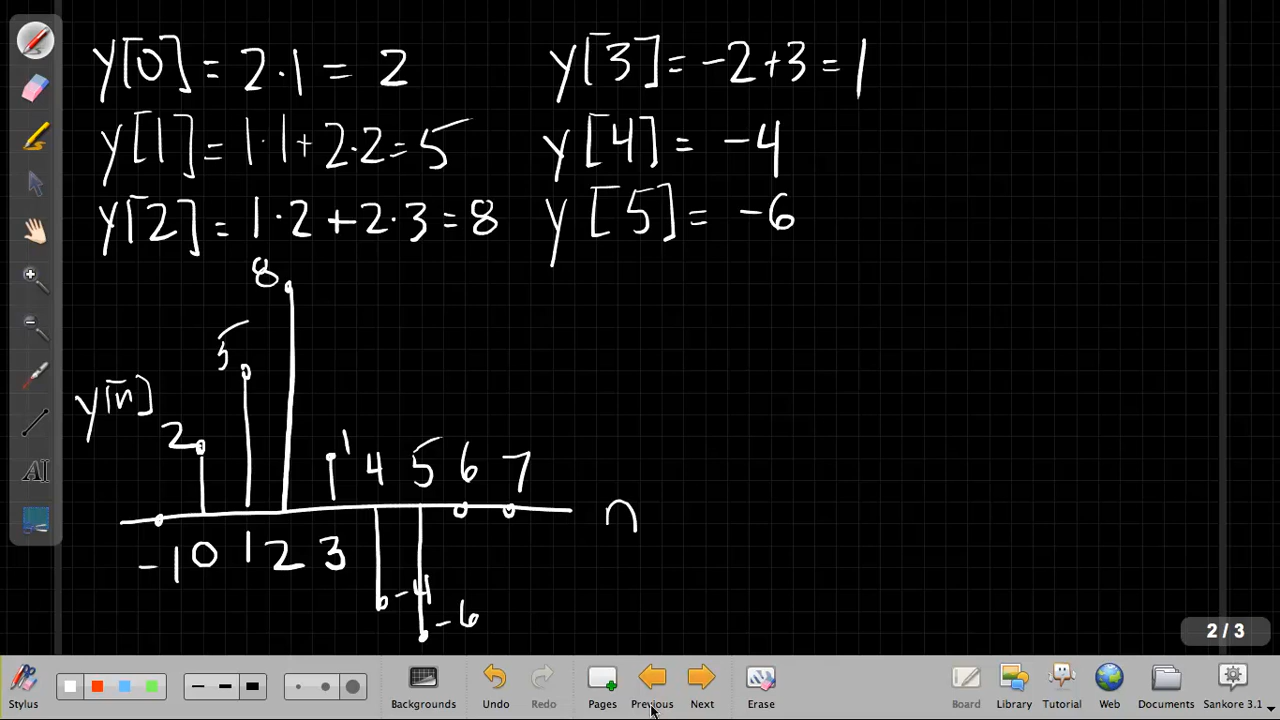 y[0] = 2·1 = 2
y[1] = 1·1 + 2·2 = 5
y[2] = 1·2 + 2·3 = 8
y[3] = -2+3 = 1
y[4] = -4
y[5] = -6
8
5
y[n]
2
1 4 5 6 7
n
-1 0 1 2 3
-4
-6
2 / 3
Stylus Backgrounds Undo Redo Pages Previous Next Erase Board Library Tutorial Web Documents Sankore 3.1